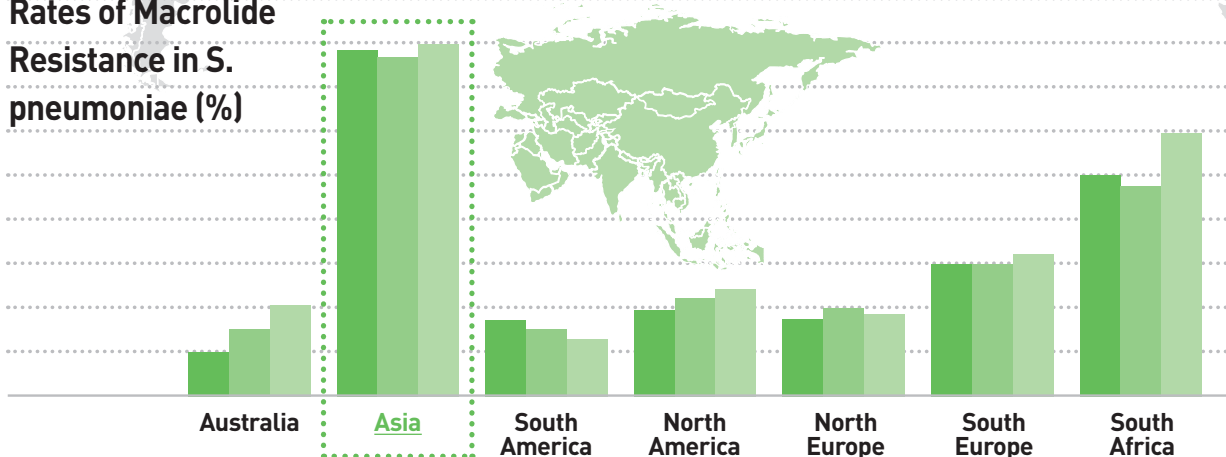 Rates of Macrolide
Resistance in S.
pneumoniae (%)
Australia
Asia
South
America
North
America
North
Europe
South
Europe
South
Africa